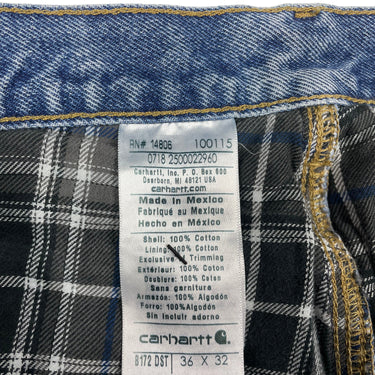 RN# 14806 100115
0718 2500022960
Carhartt, Inc. P.O. Box 600
Dearborn, MI 48121 USA
carhartt.com
Made in Mexico
Fabriqué au Mexique
Hecho en México
Shell: 100% Cotton
Lining: 100% Cotton
Exclusive of Trimming
Extérieur: 100% Coton
Doublure: 100% Coton
Sans garniture
Armazón: 100% Algodón
Forro: 100% Algodón
Sin incluir adorno
carhartt
B172 DST 36 X 32